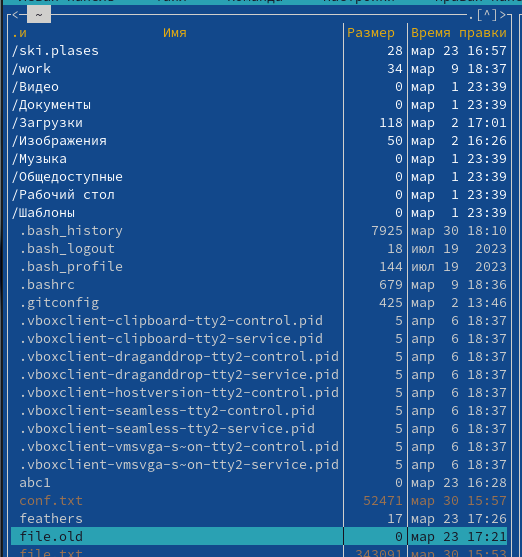 ~ .[^]>
.и Имя Размер Время правки
/ski.plases 28 мар 23 16:57
/work 34 мар 9 18:37
/Видео 0 мар 1 23:39
/Документы 0 мар 1 23:39
/Загрузки 118 мар 2 17:01
/Изображения 50 мар 2 16:26
/Музыка 0 мар 1 23:39
/Общедоступные 0 мар 1 23:39
/Рабочий стол 0 мар 1 23:39
/Шаблоны 0 мар 1 23:39
.bash_history 7925 мар 30 18:10
.bash_logout 18 июл 19 2023
.bash_profile 144 июл 19 2023
.bashrc 679 мар 9 18:36
.gitconfig 425 мар 2 13:46
.vboxclient-clipboard-tty2-control.pid 5 апр 6 18:37
.vboxclient-clipboard-tty2-service.pid 5 апр 6 18:37
.vboxclient-draganddrop-tty2-control.pid 5 апр 6 18:37
.vboxclient-draganddrop-tty2-service.pid 5 апр 6 18:37
.vboxclient-hostversion-tty2-control.pid 5 апр 6 18:37
.vboxclient-seamless-tty2-control.pid 5 апр 6 18:37
.vboxclient-seamless-tty2-service.pid 5 апр 6 18:37
.vboxclient-vmsvga-s~on-tty2-control.pid 5 апр 6 18:37
.vboxclient-vmsvga-s~on-tty2-service.pid 5 апр 6 18:37
abc1 0 мар 23 16:28
conf.txt 52471 мар 30 15:57
feathers 17 мар 23 17:26
file.old 0 мар 23 17:21
file.txt 343091 мар 30 15:53